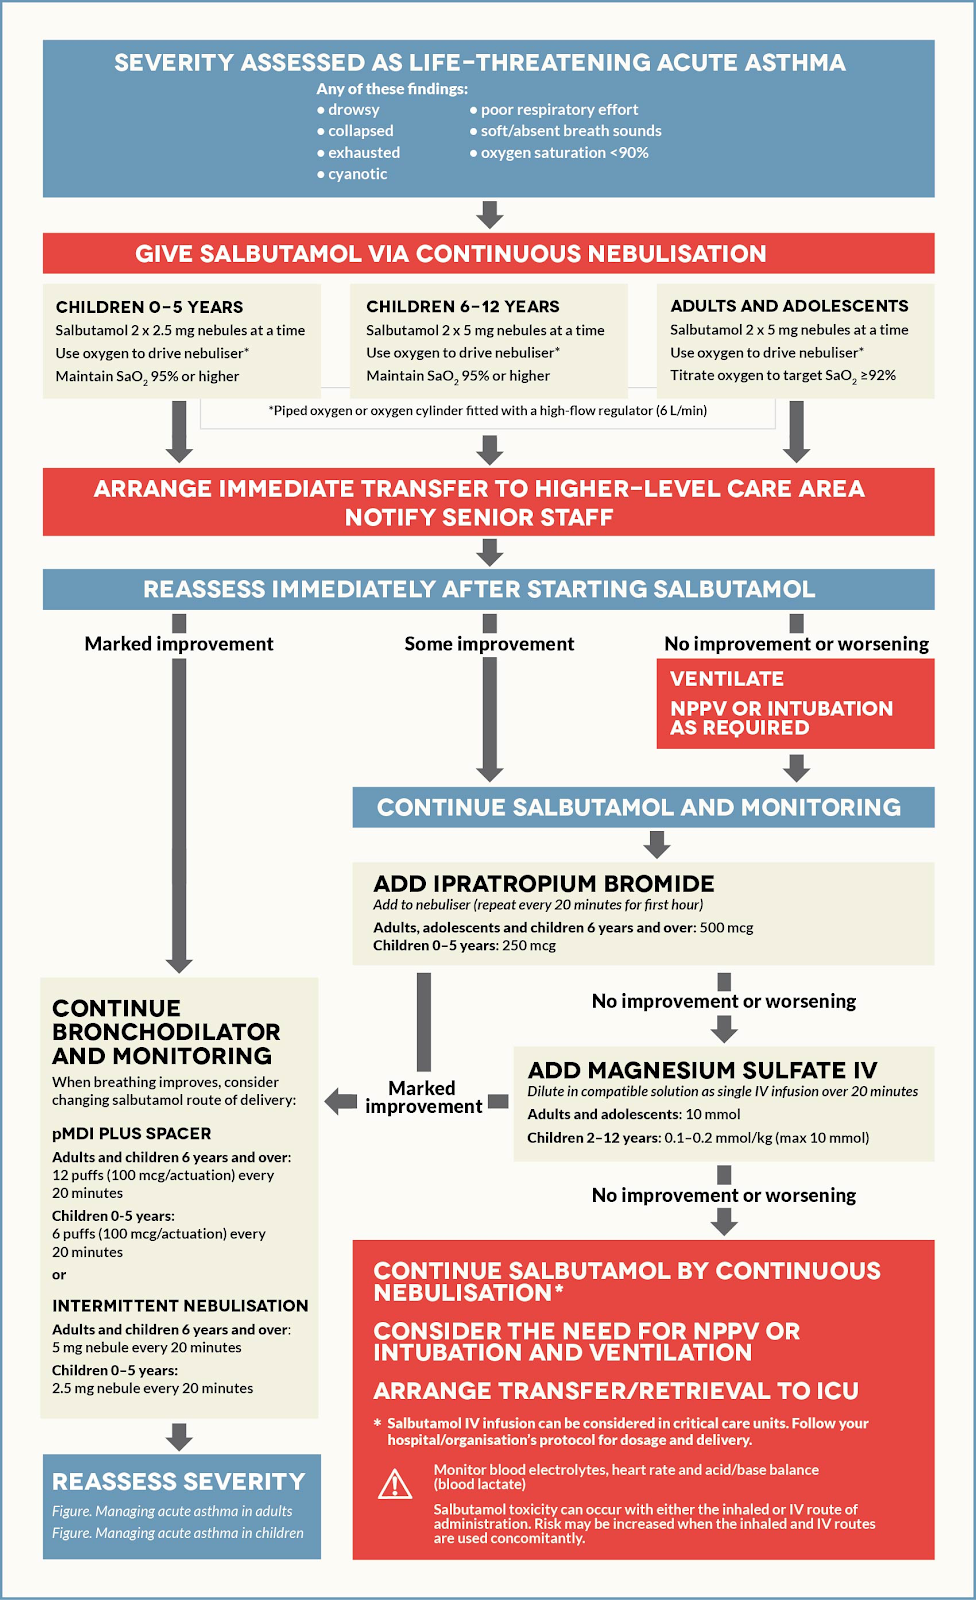 SEVERITY ASSESSED AS LIFE-THREATENING ACUTE ASTHMA
Any of these findings:
• drowsy
• collapsed
• exhausted
• cyanotic
• poor respiratory effort
• soft/absent breath sounds
• oxygen saturation <90%
GIVE SALBUTAMOL VIA CONTINUOUS NEBULISATION
CHILDREN 0–5 YEARS
Salbutamol 2 x 2.5 mg nebules at a time
Use oxygen to drive nebuliser*
Maintain SaO2 95% or higher
CHILDREN 6–12 YEARS
Salbutamol 2 x 5 mg nebules at a time
Use oxygen to drive nebuliser*
Maintain SaO2 95% or higher
ADULTS AND ADOLESCENTS
Salbutamol 2 x 5 mg nebules at a time
Use oxygen to drive nebuliser*
Titrate oxygen to target SaO2 ≥92%
*Piped oxygen or oxygen cylinder fitted with a high-flow regulator (6 L/min)
ARRANGE IMMEDIATE TRANSFER TO HIGHER-LEVEL CARE AREA
NOTIFY SENIOR STAFF
REASSESS IMMEDIATELY AFTER STARTING SALBUTAMOL
Marked improvement
Some improvement
No improvement or worsening
VENTILATE
NPPV OR INTUBATION
AS REQUIRED
CONTINUE SALBUTAMOL AND MONITORING
ADD IPRATROPIUM BROMIDE
Add to nebuliser (repeat every 20 minutes for first hour)
Adults, adolescents and children 6 years and over: 500 mcg
Children 0–5 years: 250 mcg
No improvement or worsening
ADD MAGNESIUM SULFATE IV
Dilute in compatible solution as single IV infusion over 20 minutes
Adults and adolescents: 10 mmol
Children 2–12 years: 0.1–0.2 mmol/kg (max 10 mmol)
Marked
improvement
No improvement or worsening
CONTINUE
BRONCHODILATOR
AND MONITORING
When breathing improves, consider
changing salbutamol route of delivery:
pMDI PLUS SPACER
Adults and children 6 years and over:
12 puffs (100 mcg/actuation) every
20 minutes
Children 0-5 years:
6 puffs (100 mcg/actuation) every
20 minutes
or
INTERMITTENT NEBULISATION
Adults and children 6 years and over:
5 mg nebule every 20 minutes
Children 0–5 years:
2.5 mg nebule every 20 minutes
REASSESS SEVERITY
Figure. Managing acute asthma in adults
Figure. Managing acute asthma in children
CONTINUE SALBUTAMOL BY CONTINUOUS
NEBULISATION*
CONSIDER THE NEED FOR NPPV OR
INTUBATION AND VENTILATION
ARRANGE TRANSFER/RETRIEVAL TO ICU
* Salbutamol IV infusion can be considered in critical care units. Follow your
hospital/organisation's protocol for dosage and delivery.
Monitor blood electrolytes, heart rate and acid/base balance
(blood lactate)
Salbutamol toxicity can occur with either the inhaled or IV route of
administration. Risk may be increased when the inhaled and IV routes
are used concomitantly.